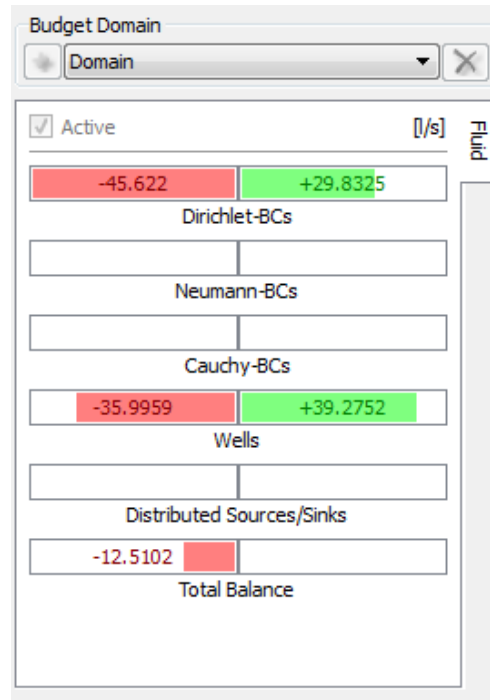 Budget Domain
Domain
Active [l/s]
Fluid
-45.622 +29.8325
Dirichlet-BCs
Neumann-BCs
Cauchy-BCs
-35.9959 +39.2752
Wells
Distributed Sources/Sinks
-12.5102
Total Balance